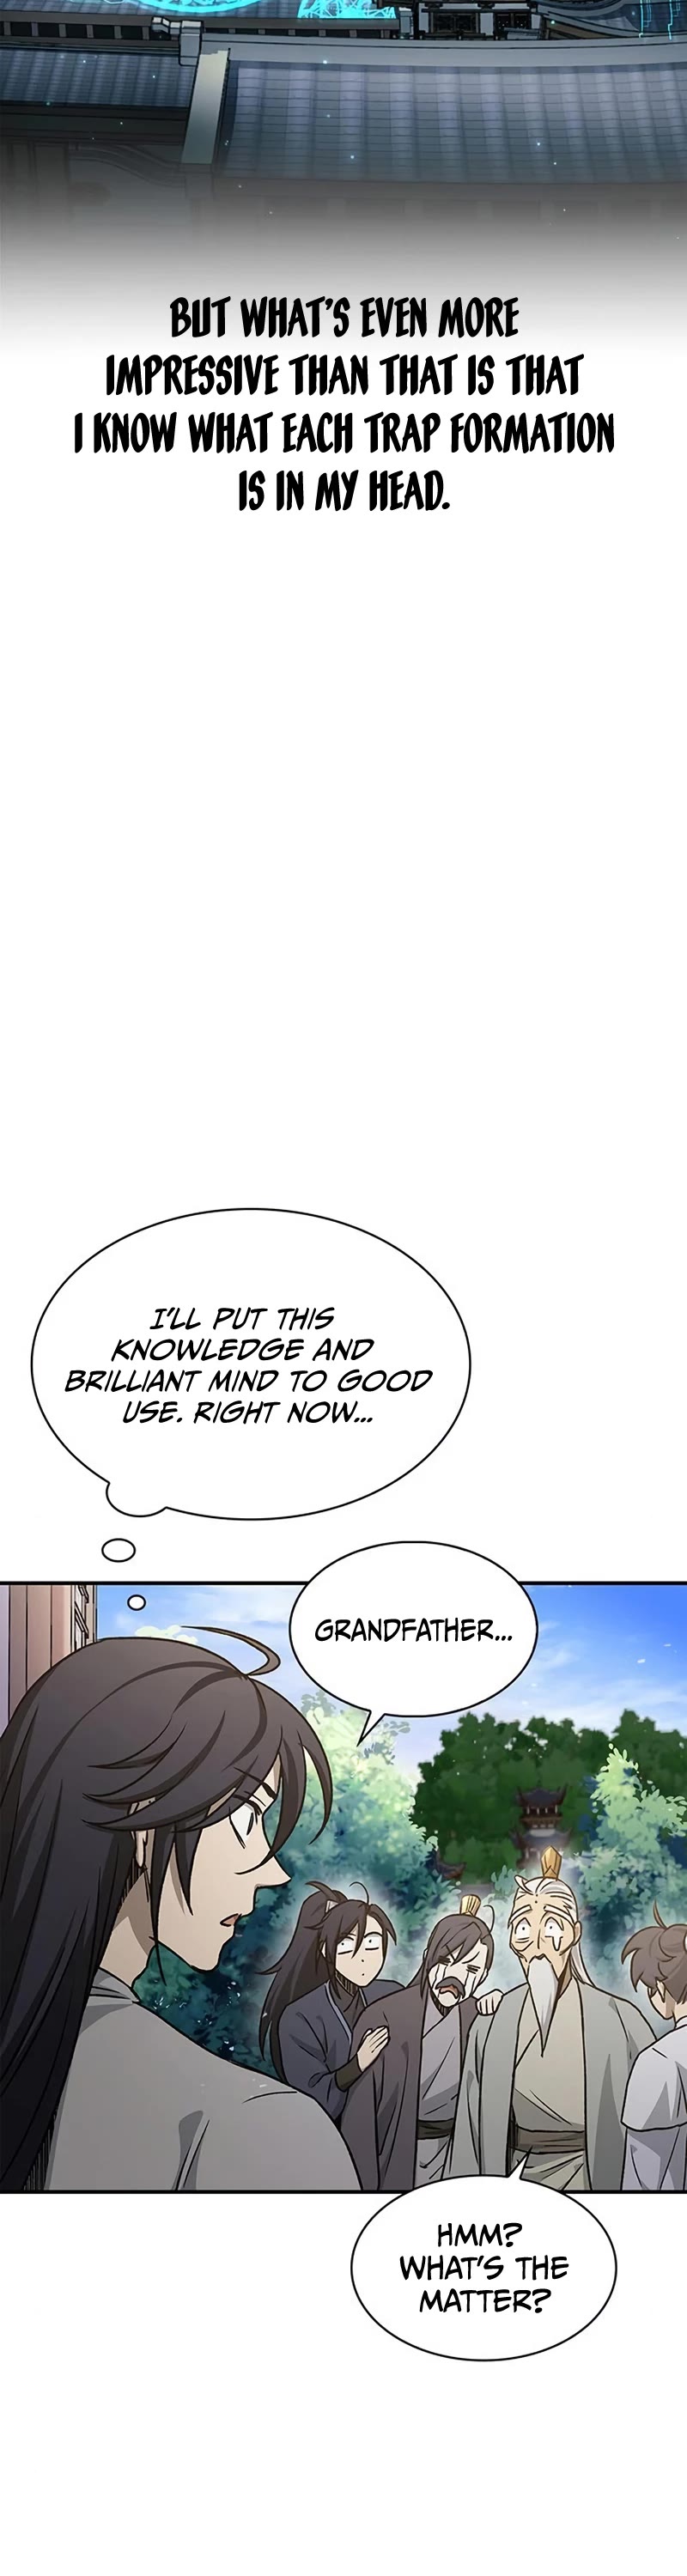 BUT WHAT'S EVEN MORE
IMPRESSIVE THAN THAT IS THAT
I KNOW WHAT EACH TRAP FORMATION
IS IN MY HEAD.
I'LL PUT THIS
KNOWLEDGE AND
BRILLIANT MIND TO GOOD
USE. RIGHT NOW...
GRANDFATHER...
HMM?
WHAT'S THE
MATTER?